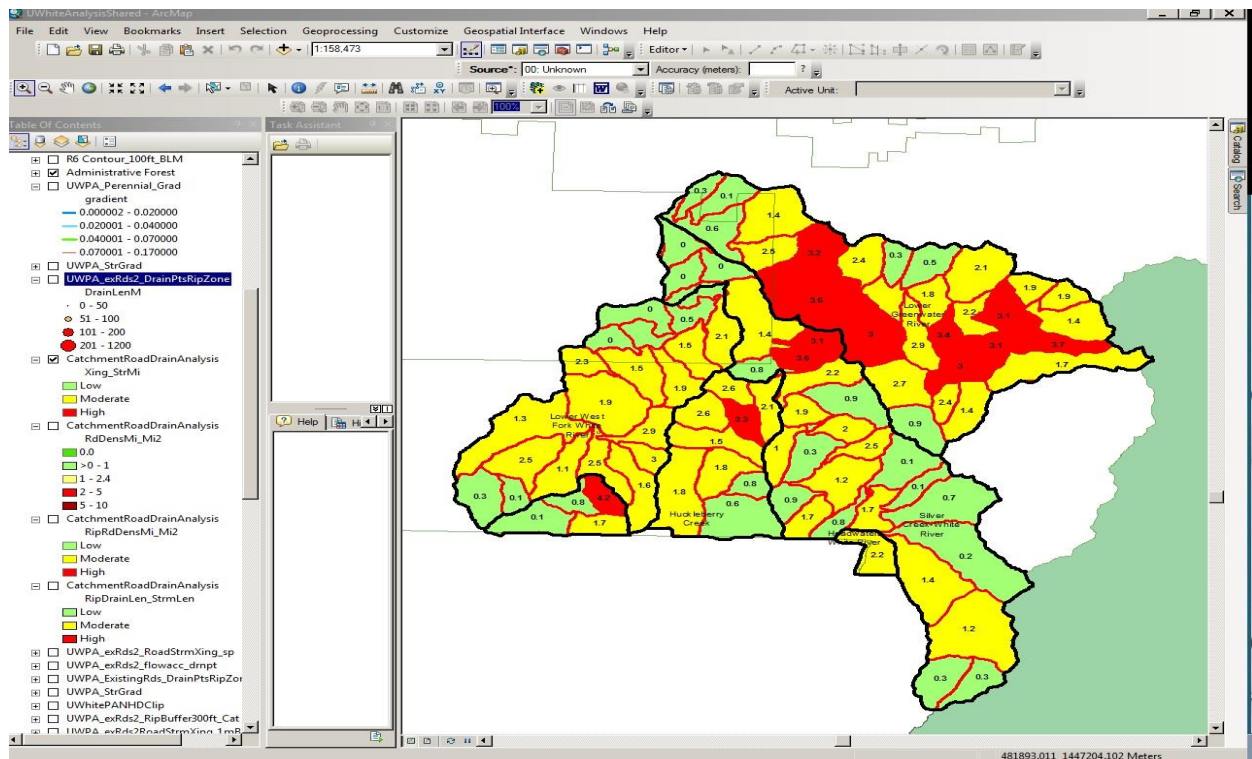 UWhiteAnalysisShared - ArcMap
File Edit View Bookmarks Insert Selection Geoprocessing Customize Geospatial Interface Windows Help
1:158,473
Editor
Source*: 00: Unknown Accuracy (meters): ?
Active Unit:
100%
Table Of Contents
R6 Contour_100ft_BLM
Administrative Forest
UWPA_Perennial_Grad
gradient
0.000002 - 0.020000
0.020001 - 0.040000
0.040001 - 0.070000
0.070001 - 0.170000
UWPA_StrGrad
UWPA_exRds2_DrainPtsRipZone
DrainLenM
0 - 50
51 - 100
101 - 200
201 - 1200
CatchmentRoadDrainAnalysis
Xing_StrMi
Low
Moderate
High
CatchmentRoadDrainAnalysis
RdDensMi_Mi2
0.0
>0 - 1
1 - 2.4
2 - 5
5 - 10
CatchmentRoadDrainAnalysis
RipRdDensMi_Mi2
Low
Moderate
High
CatchmentRoadDrainAnalysis
RipDrainLen_StrmLen
Low
Moderate
High
UWPA_exRds2_RoadStrmXing_sp
UWPA_exRds2_flowacc_drnpt
UWPA_ExistingRds_DrainPtsRipZor
UWPA_StrGrad
UWhitePANHDClip
UWPA_exRds2_RipBuffer300ft_Cat
UWPA_exRds2RoadStrmXing_1mB
Task Assistant
Help Hi
0.3
0.1
1.4
0.6
0 2.5 3.2
2.4 0.3 0.5 2.1
0 0
3.6 1.8 1.9 1.9
0 0.5
Lower
Greenwater
River
2.2 3.1 1.4
0 1.5 2.1 1.4 3.1 3 3.4
2.9 3.1 3.7
2.3 1.5 0.8 3.6 3 1.7
1.9 2.6 2.2 2.7
1.9 2.6 2.1 1.9 0.9 2.4 1.4
1.3
Lower West
Fork White
River
3.3 2 0.9
2.9 1.5 1 2.5
2.5 1.1 2.5 3 1.8 0.3 0.1
1.2
0.3 0.1 0.8 4.2 1.6 1.8 0.8 0.9 0.1 0.7
0.6
0.1 1.7
Huckleberry
Creek
1.7 0.8 1.7
Silver
Creek-White
River
Headwaters
White River
2.2 0.2
1.4
1.2
0.3 0.3
Catalog
Search
481893.011 1447204.102 Meters